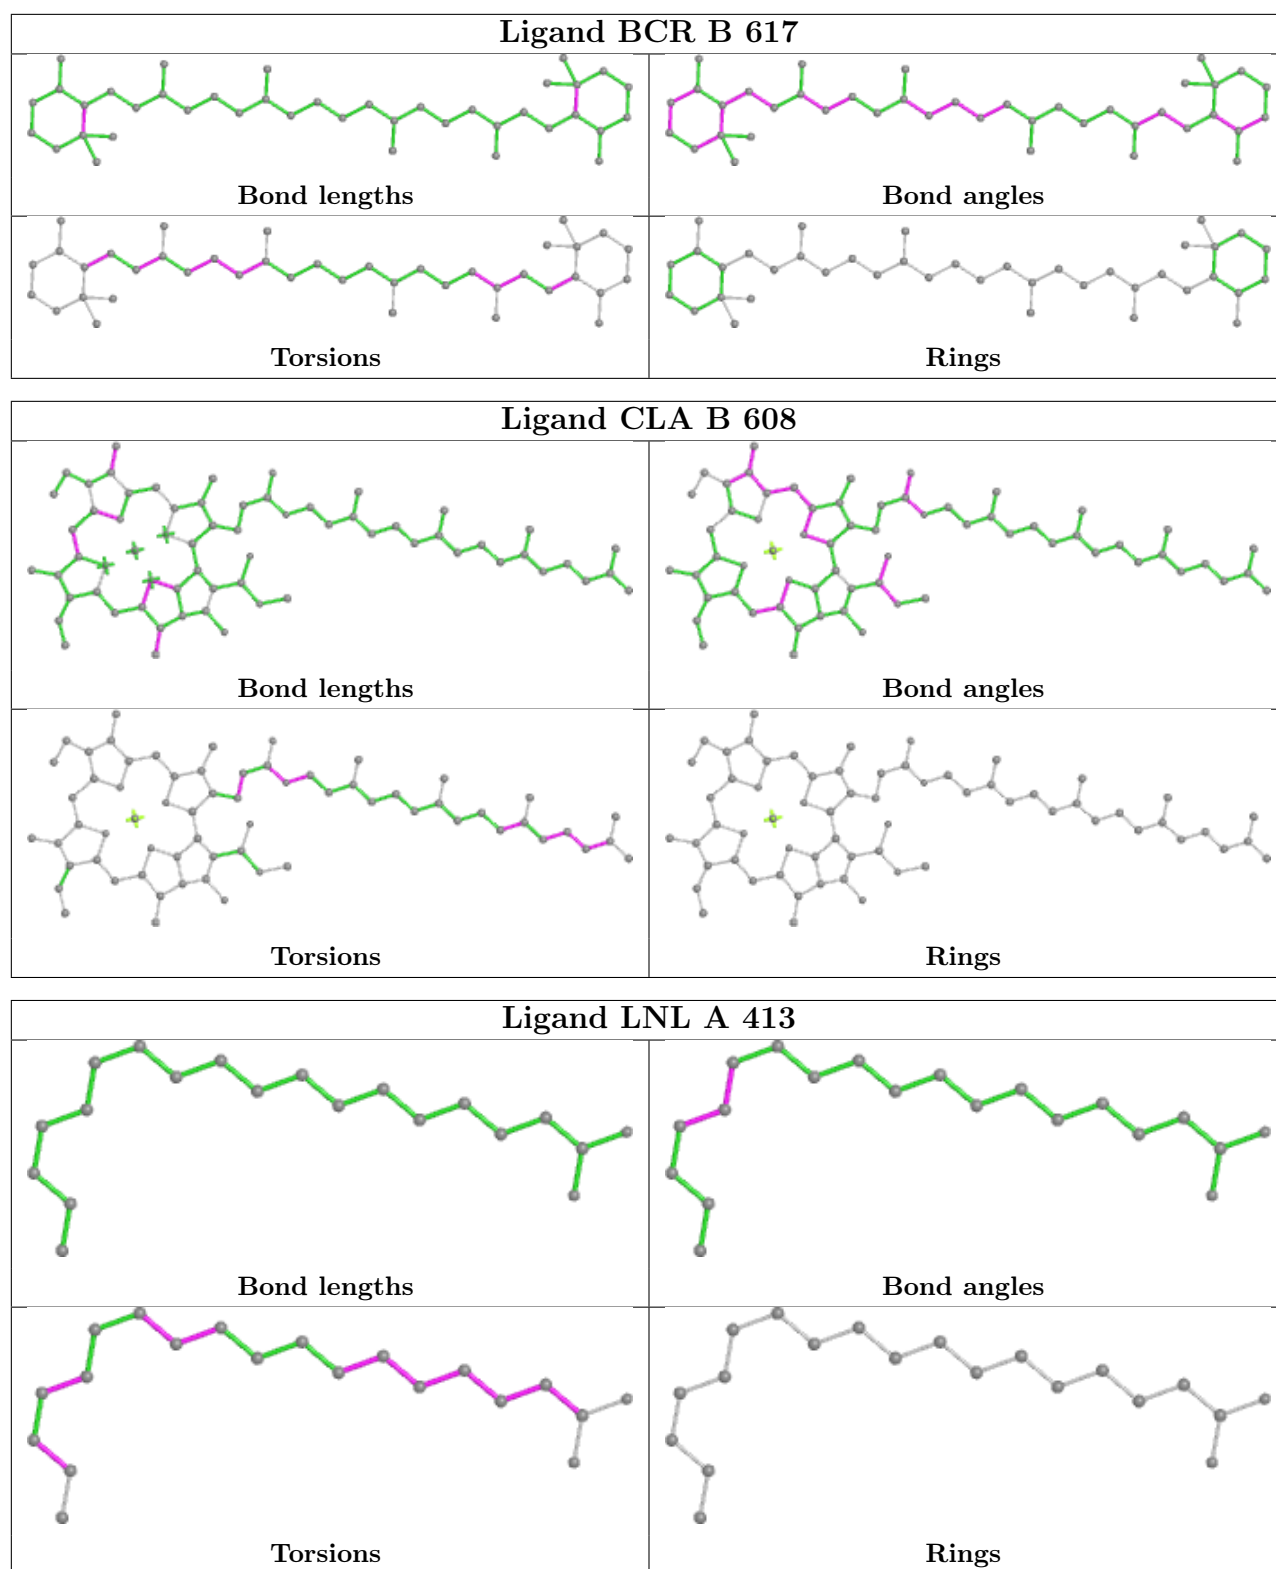 Ligand BCR B 617
Bond lengths
Bond angles
Torsions
Rings
Ligand CLA B 608
Bond lengths
Bond angles
Torsions
Rings
Ligand LNL A 413
Bond lengths
Bond angles
Torsions
Rings